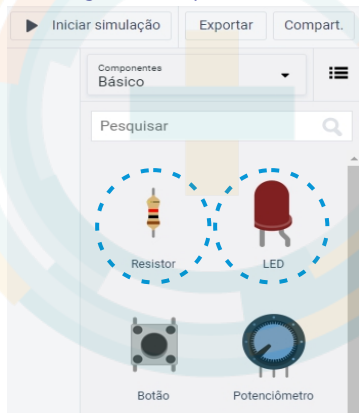 Iniciar simulação Exportar Compart.
Componentes
Básico
Pesquisar
Resistor LED
Botão Potenciômetro